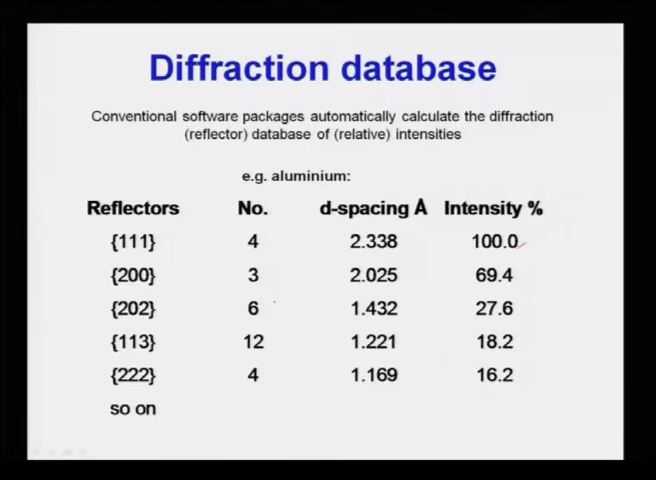 Diffraction database
Conventional software packages automatically calculate the diffraction
(reflector) database of (relative) intensities
e.g. aluminium:
Reflectors No. d-spacing Å Intensity %
{111} 4 2.338 100.0
{200} 3 2.025 69.4
{202} 6 1.432 27.6
{113} 12 1.221 18.2
{222} 4 1.169 16.2
so on